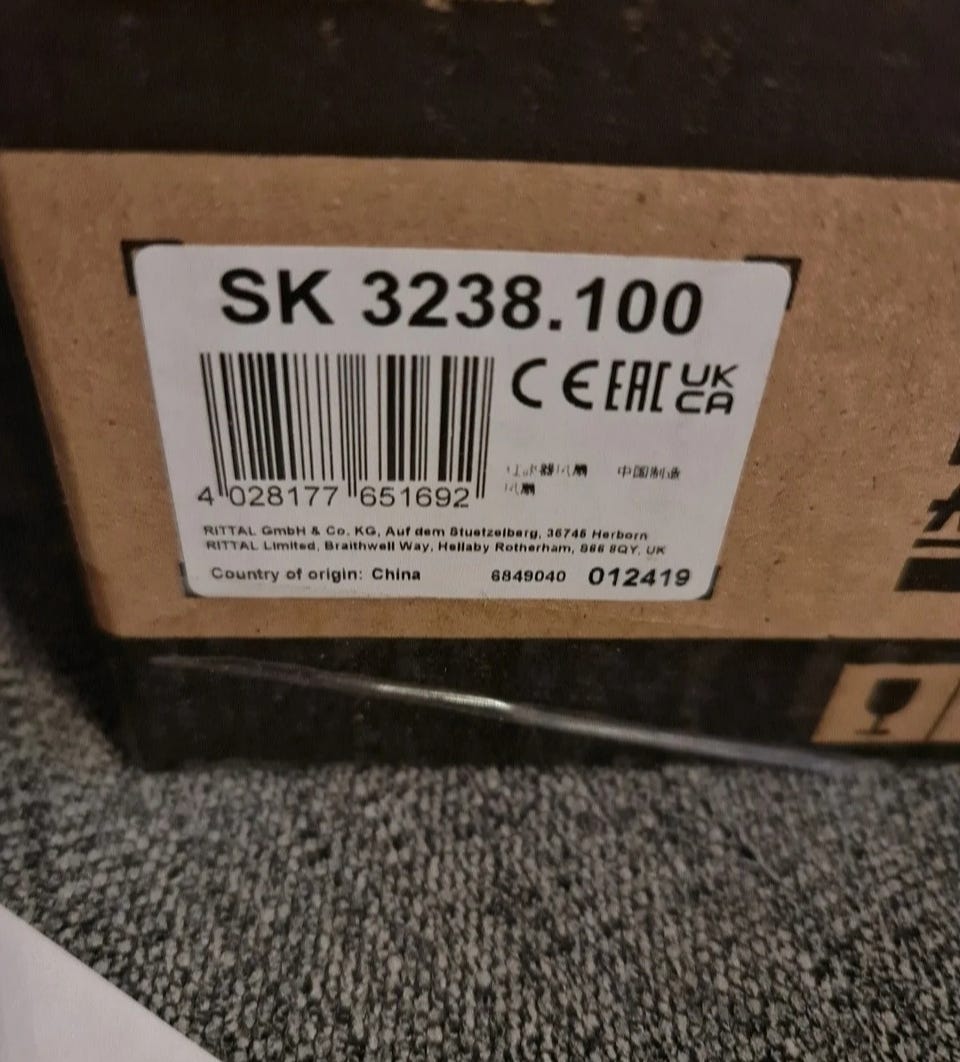 SK 3238.100
CE EAC UK CA
4 028177 651692
中国制造
RITTAL GmbH & Co. KG, Auf dem Stuetzelberg, 35745 Herborn
RITTAL Limited, Braithwell Way, Hellaby Rotherham, S66 8QY, UK
Country of origin: China 6849040 012419